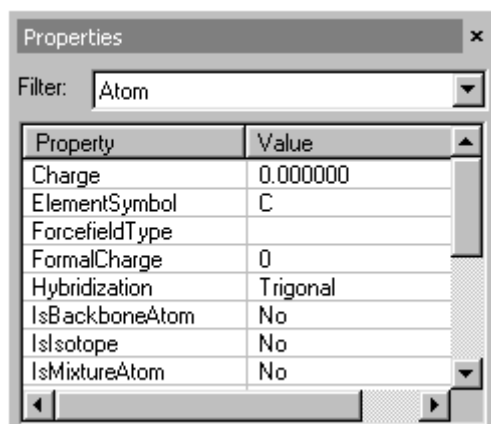 Properties
Filter: Atom
Property Value
Charge 0.000000
ElementSymbol C
ForcefieldType
FormalCharge 0
Hybridization Trigonal
IsBackboneAtom No
IsIsotope No
IsMixtureAtom No